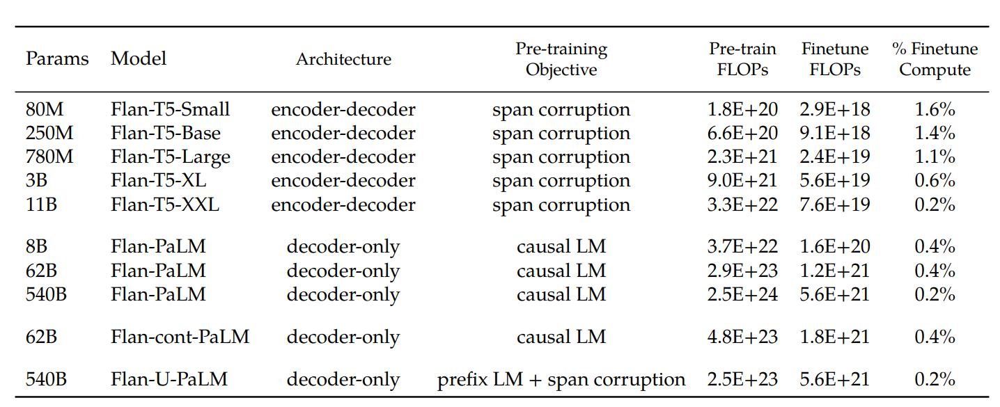 Params Model Architecture Pre-training Objective Pre-train FLOPs Finetune FLOPs % Finetune Compute
80M Flan-T5-Small encoder-decoder span corruption 1.8E+20 2.9E+18 1.6%
250M Flan-T5-Base encoder-decoder span corruption 6.6E+20 9.1E+18 1.4%
780M Flan-T5-Large encoder-decoder span corruption 2.3E+21 2.4E+19 1.1%
3B Flan-T5-XL encoder-decoder span corruption 9.0E+21 5.6E+19 0.6%
11B Flan-T5-XXL encoder-decoder span corruption 3.3E+22 7.6E+19 0.2%
8B Flan-PaLM decoder-only causal LM 3.7E+22 1.6E+20 0.4%
62B Flan-PaLM decoder-only causal LM 2.9E+23 1.2E+21 0.4%
540B Flan-PaLM decoder-only causal LM 2.5E+24 5.6E+21 0.2%
62B Flan-cont-PaLM decoder-only causal LM 4.8E+23 1.8E+21 0.4%
540B Flan-U-PaLM decoder-only prefix LM + span corruption 2.5E+23 5.6E+21 0.2%